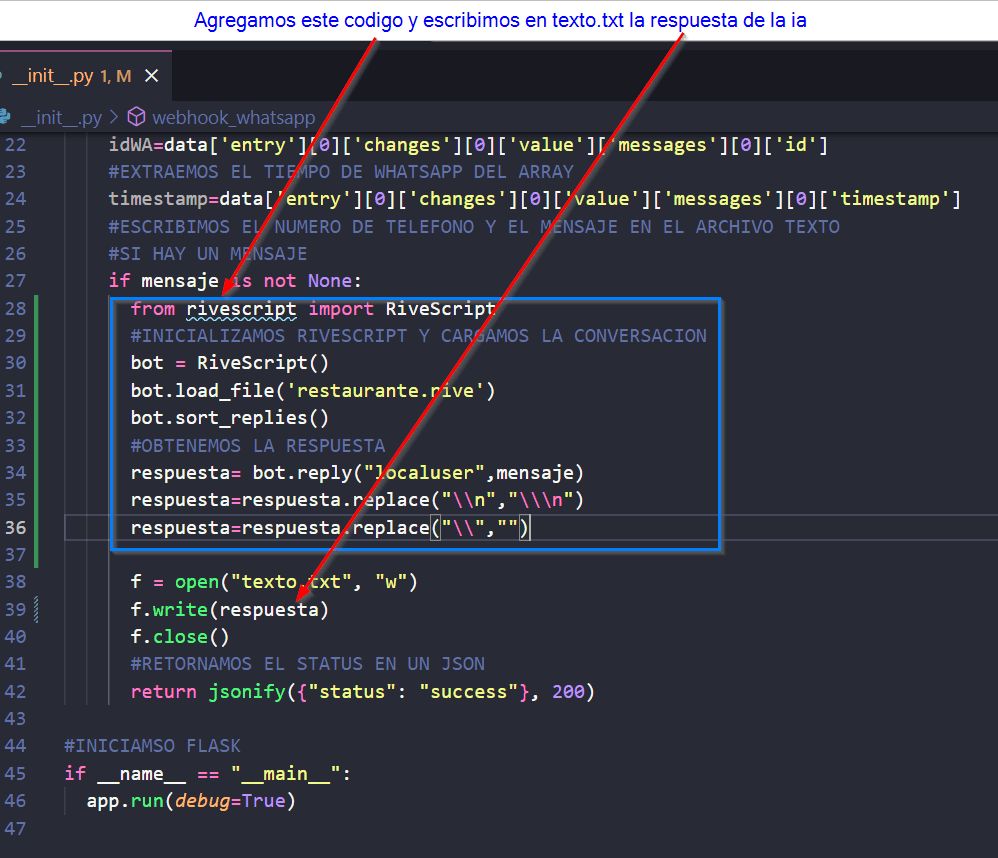 Agregamos este codigo y escribimos en texto.txt la respuesta de la ia
__init__.py 1, M
__init__.py > webhook_whatsapp
22 idWA=data['entry'][0]['changes'][0]['value']['messages'][0]['id']
23 #EXTRAEMOS EL TIEMPO DE WHATSAPP DEL ARRAY
24 timestamp=data['entry'][0]['changes'][0]['value']['messages'][0]['timestamp']
25 #ESCRIBIMOS EL NUMERO DE TELEFONO Y EL MENSAJE EN EL ARCHIVO TEXTO
26 #SI HAY UN MENSAJE
27 if mensaje is not None:
28 from rivescript import RiveScript
29 #INICIALIZAMOS RIVESCRIPT Y CARGAMOS LA CONVERSACION
30 bot = RiveScript()
31 bot.load_file('restaurante.rive')
32 bot.sort_replies()
33 #OBTENEMOS LA RESPUESTA
34 respuesta= bot.reply("localuser",mensaje)
35 respuesta=respuesta.replace("\\n","\\\n")
36 respuesta=respuesta.replace("\\","")
37
38 f = open("texto.txt", "w")
39 f.write(respuesta)
40 f.close()
41 #RETORNAMOS EL STATUS EN UN JSON
42 return jsonify({"status": "success"}, 200)
43
44 #INICIAMSO FLASK
45 if __name__ == "__main__":
46 app.run(debug=True)
47